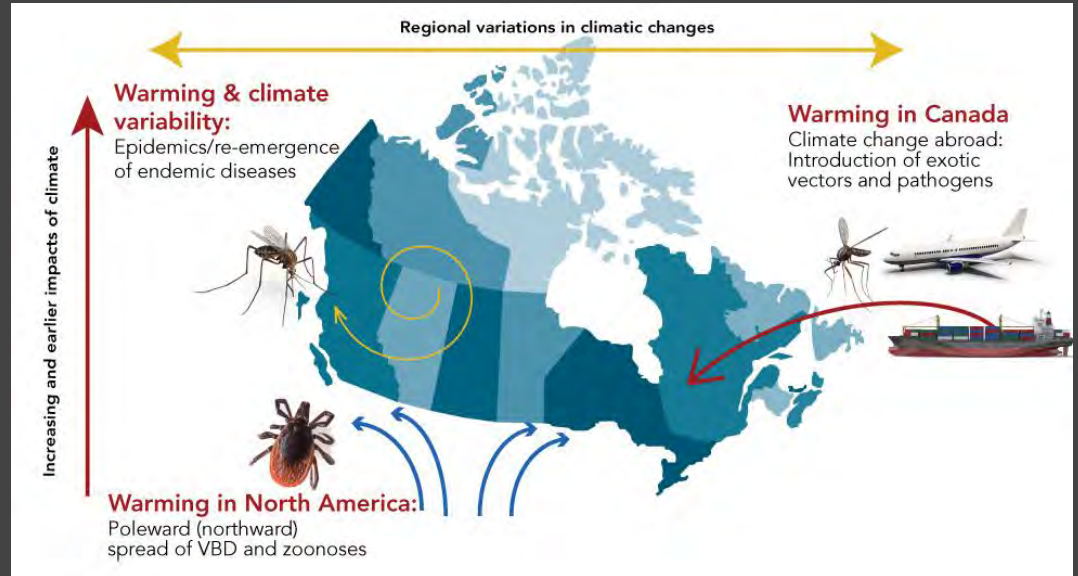 Regional variations in climatic changes
Warming & climate
variability:
Epidemics/re-emergence
of endemic diseases
Warming in Canada
Climate change abroad:
Introduction of exotic
vectors and pathogens
Increasing and earlier impacts of climate
Warming in North America:
Poleward (northward)
spread of VBD and zoonoses